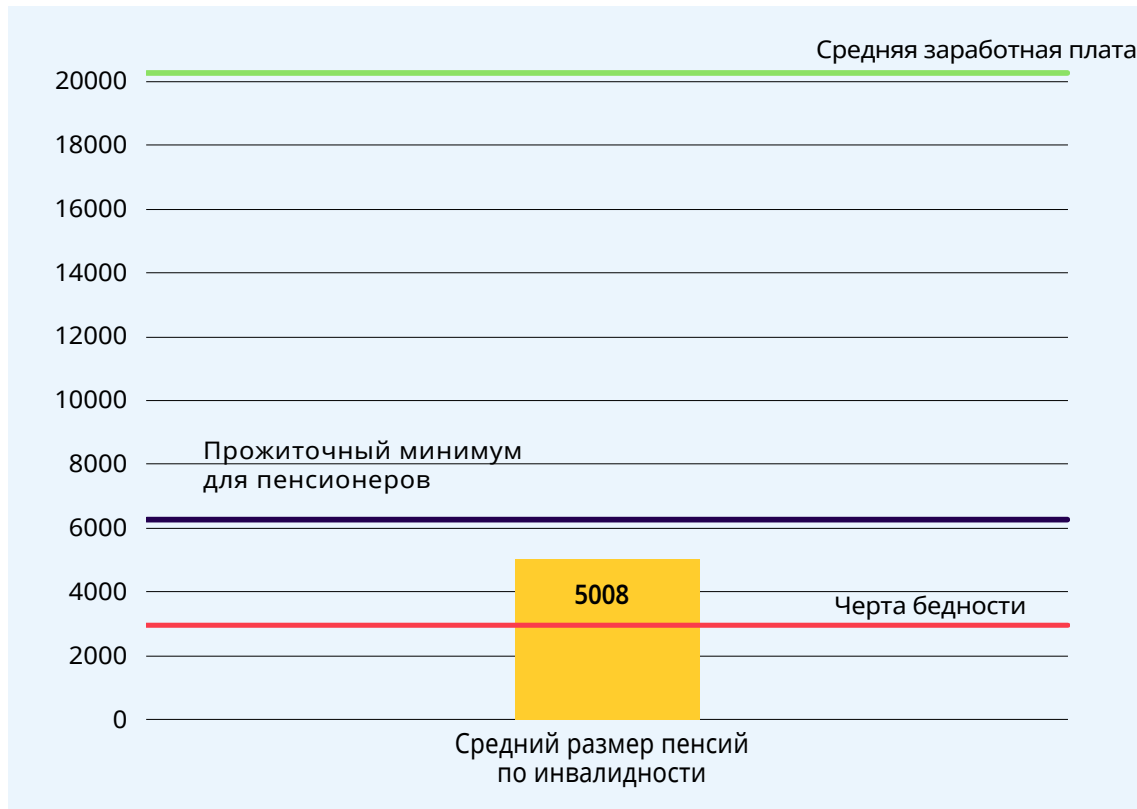 Средняя заработная плата
20000
18000
16000
14000
12000
10000
Прожиточный минимум
8000
для пенсионеров
6000
5008
4000
Черта бедности
2000
0
Средний размер пенсий
по инвалидности